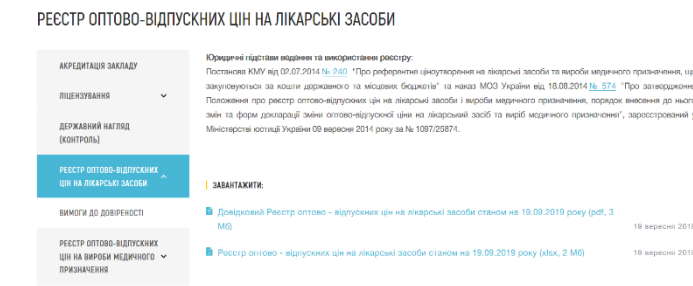 РЕЄСТР ОПТОВО-ВІДПУСКНИХ ЦІН НА ЛІКАРСЬКІ ЗАСОБИ
АКРЕДИТАЦІЯ ЗАКЛАДУ
ЛІЦЕНЗУВАННЯ
ДЕРЖАВНИЙ НАГЛЯД
(КОНТРОЛЬ)
РЕЄСТР ОПТОВО-ВІДПУСКНИХ
ЦІН НА ЛІКАРСЬКІ ЗАСОБИ
ВИМОГИ ДО ДОВІРЕНОСТІ
РЕЄСТР ОПТОВО-ВІДПУСКНИХ
ЦІН НА ВИРОБИ МЕДИЧНОГО
ПРИЗНАЧЕННЯ
Юридичні підстави ведення та використання реєстру:
Постанова КМУ від 02.07.2014 № 240 "Про референтне ціноутворення на лікарські засоби та вироби медичного призначення, що
закуповуються за кошти державного та місцевих бюджетів" та наказ МОЗ України від 18.08.2014 № 574 "Про затвердження
Положення про реєстр оптово-відпускних цін на лікарські засоби і вироби медичного призначення, порядок внесення до нього
змін та форм декларації зміни оптово-відпускної ціни на лікарський засіб та виріб медичного призначення", зареєстрований у
Міністерстві юстиції України 09 вересня 2014 року за № 1097/25874.
ЗАВАНТАЖИТИ:
Довідковий Реєстр оптово - відпускних цін на лікарські засоби станом на 19.09.2019 року (pdf, 3
Мб)
19 вересня 2019
Реєстр оптово - відпускних цін на лікарські засоби станом на 19.09.2019 року (xlsx, 2 Мб)
19 вересня 2019